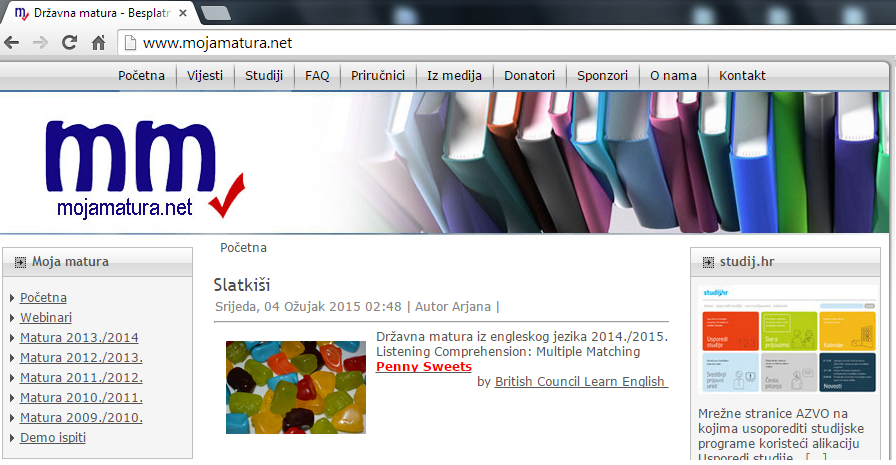 Državna matura - Besplatn
www.mojamatura.net
Početna Vijesti Studiji FAQ Priručnici Iz medija Donatori Sponzori O nama Kontakt
mm
mojamatura.net
Moja matura
Početna
Webinari
Matura 2013./2014
Matura 2012./2013.
Matura 2011./2012.
Matura 2010./2011.
Matura 2009./2010.
Demo ispiti
Početna
Slatkiši
Srijeda, 04 Ožujak 2015 02:48 | Autor Arjana |
Državna matura iz engleskog jezika 2014./2015.
Listening Comprehension: Multiple Matching
Penny Sweets
by British Council Learn English
studij.hr
studij.hr
Usporedi studije
Sve o prijavama
Kalendar
Središnji prijavni ured
Česta pitanja
Novosti
Mrežne stranice AZVO na
kojima usoporediti studijske
programe koristeći alikaciju
Usporedi studije. [...]